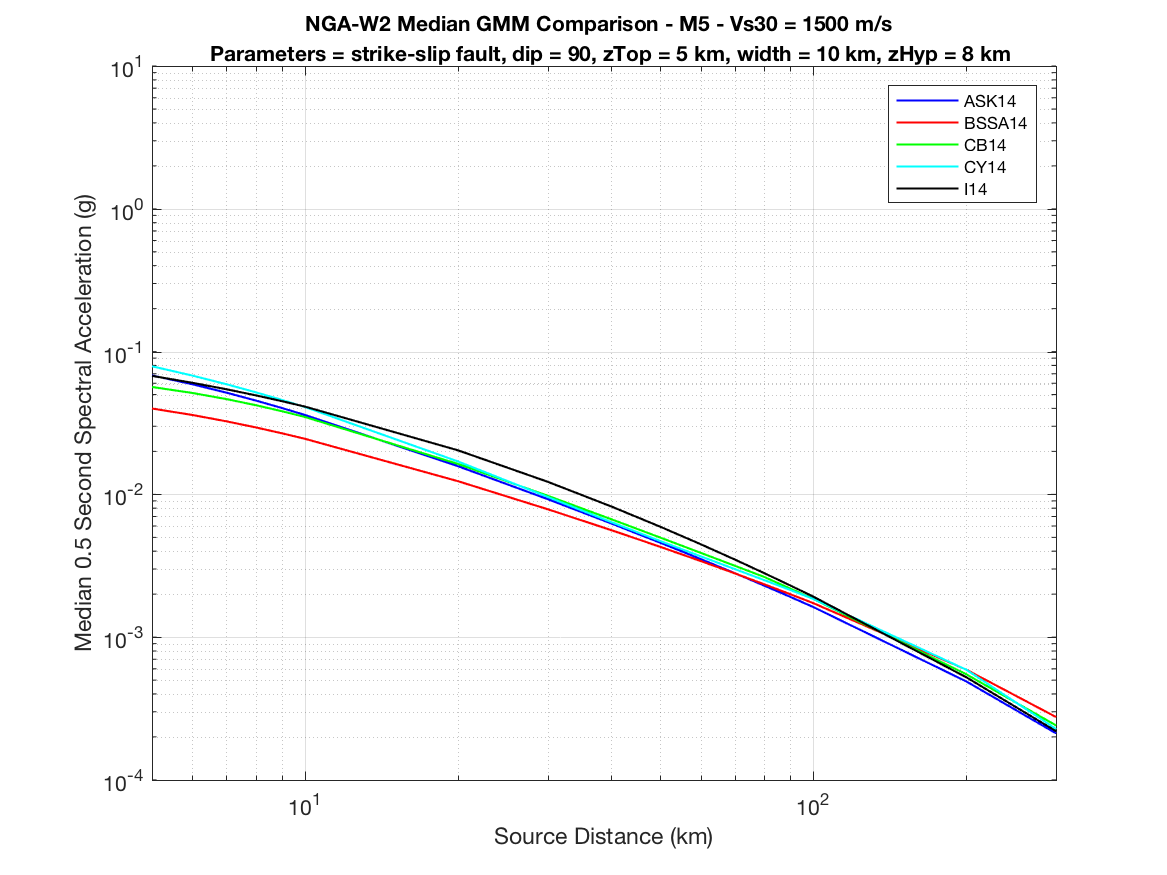 NGA-W2 Median GMM Comparison - M5 - Vs30 = 1500 m/s
Parameters = strike-slip fault, dip = 90, zTop = 5 km, width = 10 km, zHyp = 8 km
10^1
ASK14
BSSA14
CB14
CY14
I14
10^0
10^-1
10^-2
10^-3
10^-4
Median 0.5 Second Spectral Acceleration (g)
10^1 10^2
Source Distance (km)